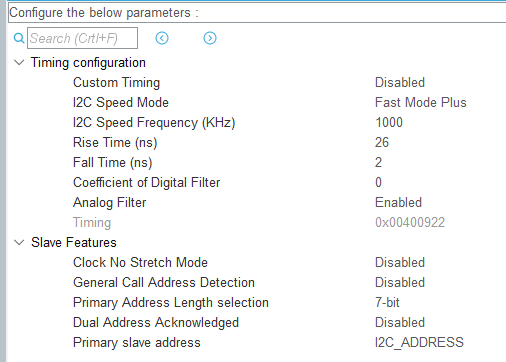 Configure the below parameters :
Search (Crtl+F)
Timing configuration
Custom Timing Disabled
I2C Speed Mode Fast Mode Plus
I2C Speed Frequency (KHz) 1000
Rise Time (ns) 26
Fall Time (ns) 2
Coefficient of Digital Filter 0
Analog Filter Enabled
Timing 0x00400922
Slave Features
Clock No Stretch Mode Disabled
General Call Address Detection Disabled
Primary Address Length selection 7-bit
Dual Address Acknowledged Disabled
Primary slave address I2C_ADDRESS